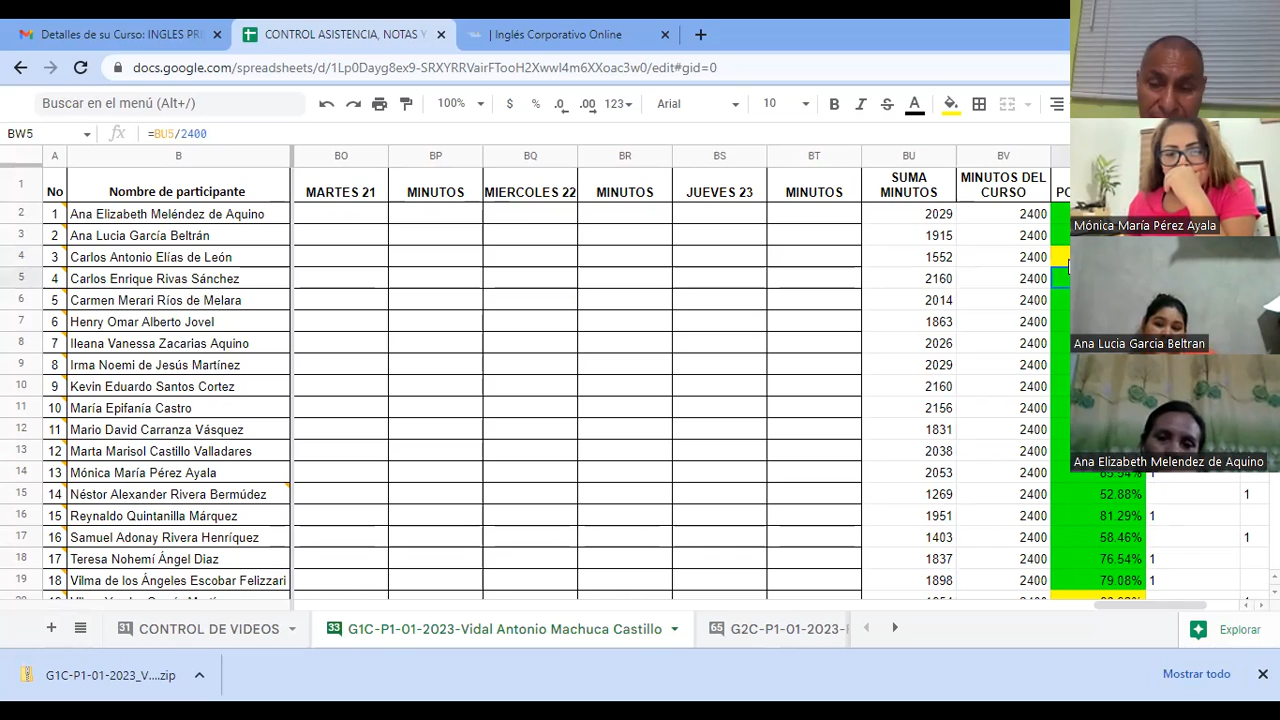 Detalles de su Curso: INGLES PRI
CONTROL ASISTENCIA, NOTAS Y
| Inglés Corporativo Online
Buscar en el menú (Alt+/)
100%
$ % .0 .00 123
Arial
10
B I S A
BW5
fx
=BU5/2400
A B BO BP BQ BR BS BT BU BV
1 No Nombre de participante MARTES 21 MINUTOS MIERCOLES 22 MINUTOS JUEVES 23 MINUTOS SUMA MINUTOS MINUTOS DEL CURSO
2 1 Ana Elizabeth Meléndez de Aquino 2029 2400
3 2 Ana Lucia García Beltrán 1915 2400
4 3 Carlos Antonio Elías de León 1552 2400
5 4 Carlos Enrique Rivas Sánchez 2160 2400
6 5 Carmen Merari Ríos de Melara 2014 2400
7 6 Henry Omar Alberto Jovel 1863 2400
8 7 Ileana Vanessa Zacarias Aquino 2026 2400
9 8 Irma Noemi de Jesús Martínez 2029 2400
10 9 Kevin Eduardo Santos Cortez 2160 2400
11 10 María Epifanía Castro 2156 2400
12 11 Mario David Carranza Vásquez 1831 2400
13 12 Marta Marisol Castillo Valladares 2038 2400
14 13 Mónica María Pérez Ayala 2053 2400
15 14 Néstor Alexander Rivera Bermúdez 1269 2400 52.88% 1
16 15 Reynaldo Quintanilla Márquez 1951 2400 81.29% 1
17 16 Samuel Adonay Rivera Henríquez 1403 2400 58.46% 1
18 17 Teresa Nohemí Ángel Diaz 1837 2400 76.54% 1
19 18 Vilma de los Ángeles Escobar Felizzari 1898 2400 79.08% 1
Mónica María Pérez Ayala
Ana Lucia Garcia Beltran
Ana Elizabeth Melendez de Aquino
31 CONTROL DE VIDEOS
33 G1C-P1-01-2023-Vidal Antonio Machuca Castillo
65 G2C-P1-01-2023-
Explorar
G1C-P1-01-2023_V....zip
Mostrar todo